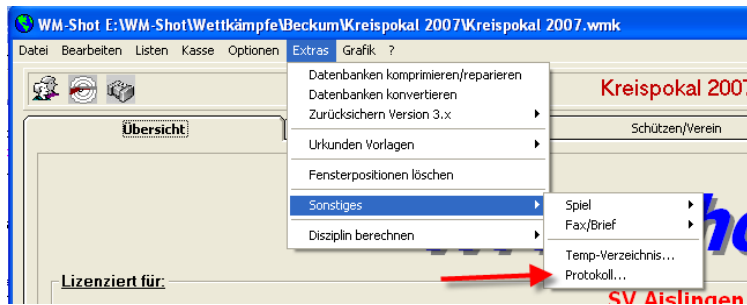 WM-Shot E:\WM-Shot\Wettkämpfe\Beckum\Kreispokal 2007\Kreispokal 2007.wmk
Datei Bearbeiten Listen Kasse Optionen Extras Grafik ?
Datenbanken komprimieren/reparieren
Datenbanken konvertieren
Kreispokal 2007
Zurücksichern Version 3.x
Übersicht
Schützen/Verein
Urkunden Vorlagen
Fensterpositionen löschen
Sonstiges
Spiel
Fax/Brief
Disziplin berechnen
Temp-Verzeichnis...
Protokoll...
Lizenziert für:
SV Aislingen